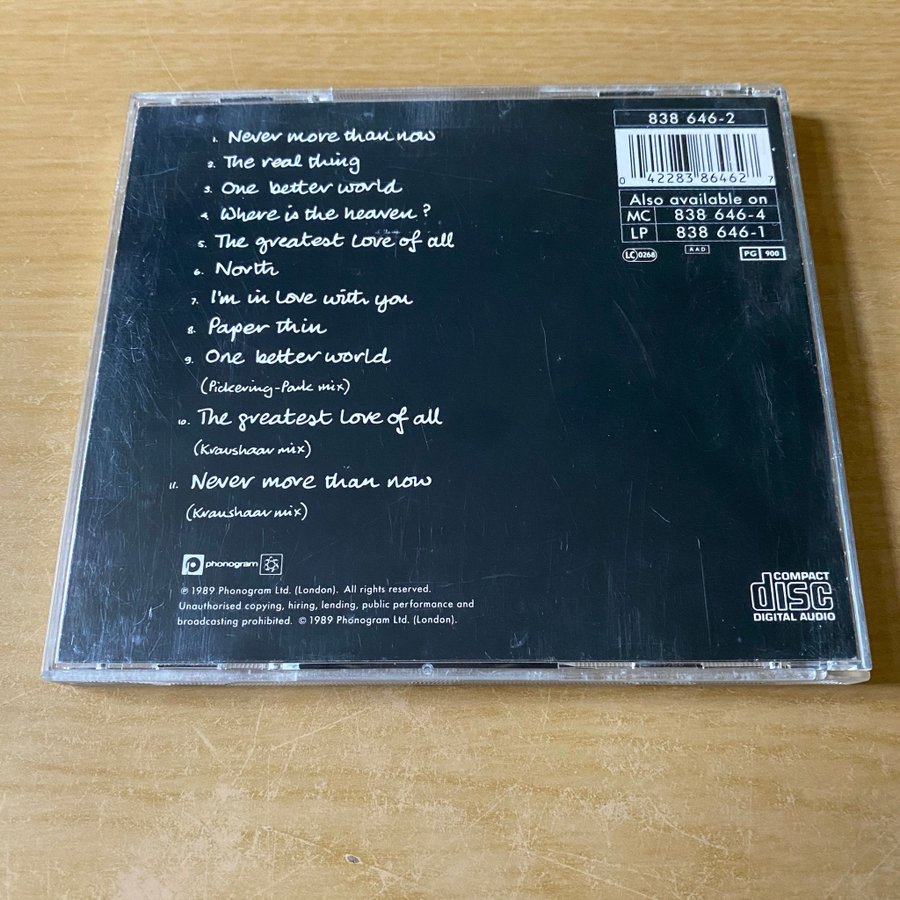 1. Never more than now
2. The real thing
3. One better world
4. Where is the heaven?
5. The greatest love of all
6. North
7. I'm in love with you
8. Paper thin
9. One better world
(Pickering-Park mix)
10. The greatest love of all
(Kraushaar mix)
11. Never more than now
(Kraushaar mix)
838 646-2
0 42283 86462 7
Also available on
MC 838 646-4
LP 838 646-1
LC 0268 AAD PG 900
phonogram
℗ 1989 Phonogram Ltd. (London). All rights reserved.
Unauthorised copying, hiring, lending, public performance and
broadcasting prohibited. © 1989 Phonogram Ltd. (London).
COMPACT
disc
DIGITAL AUDIO